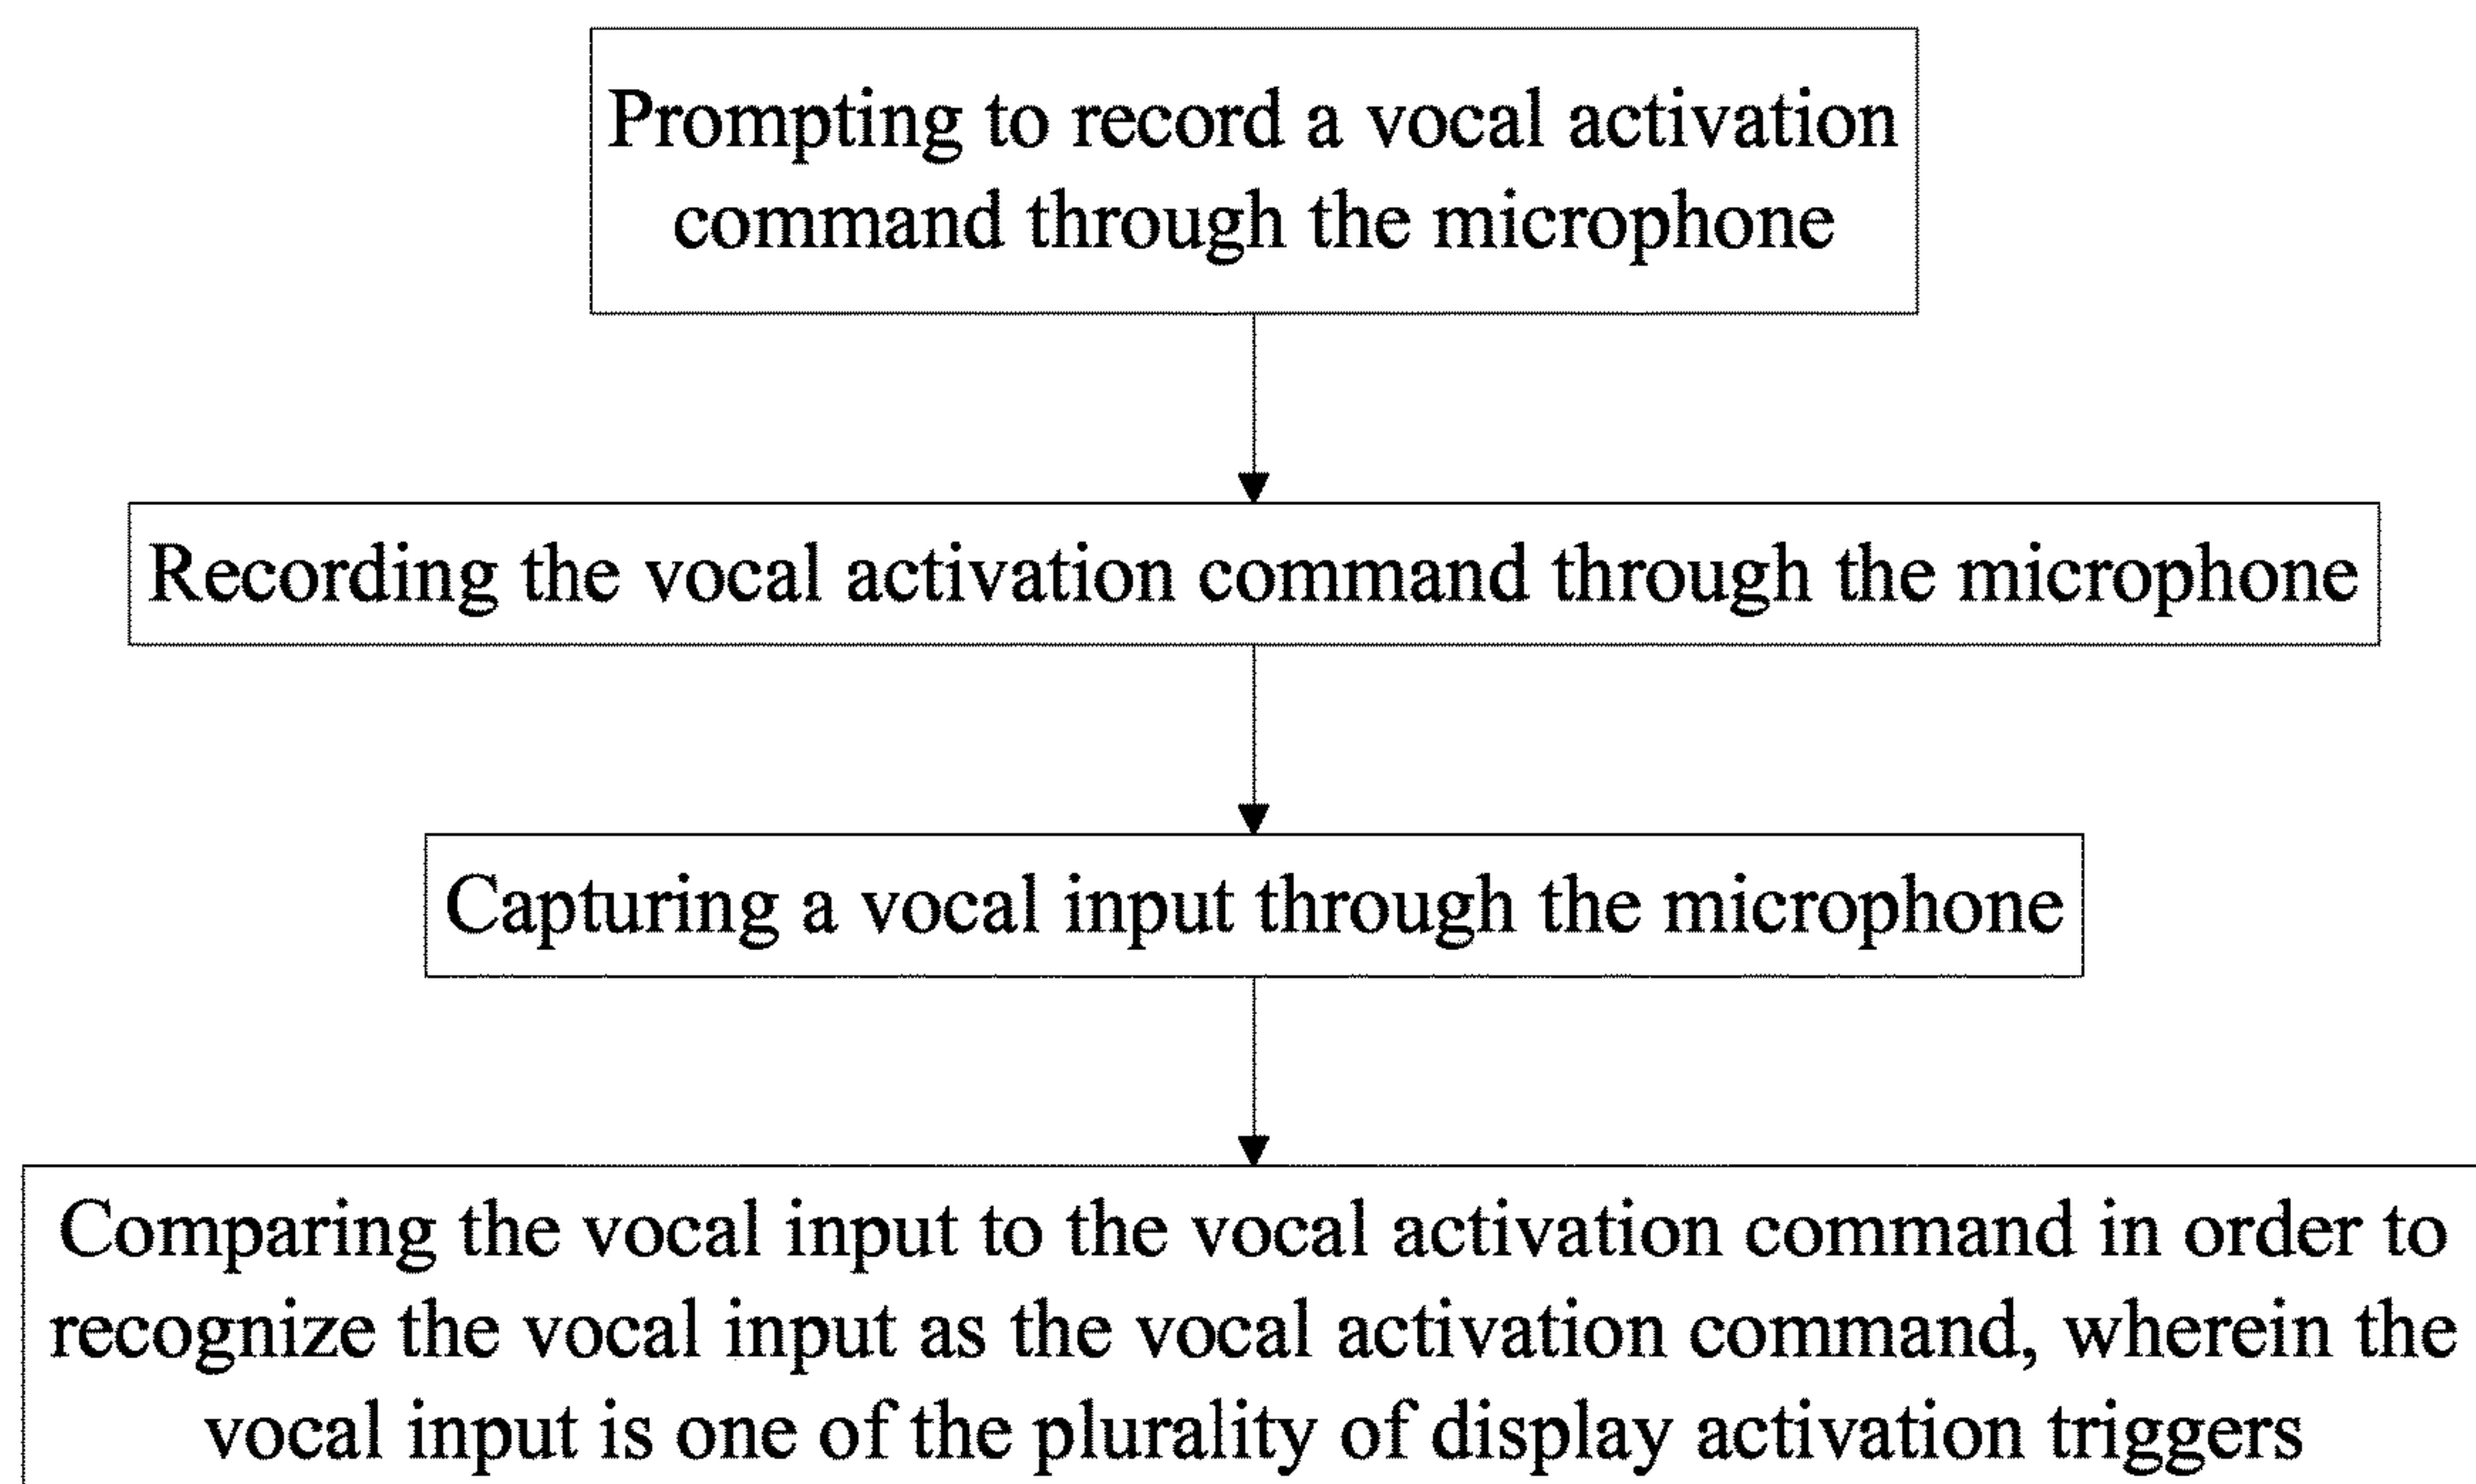 Prompting to record a vocal activation
command through the microphone
Recording the vocal activation command through the microphone
Capturing a vocal input through the microphone
Comparing the vocal input to the vocal activation command in order to
recognize the vocal input as the vocal activation command, wherein the
vocal input is one of the plurality of display activation triggers